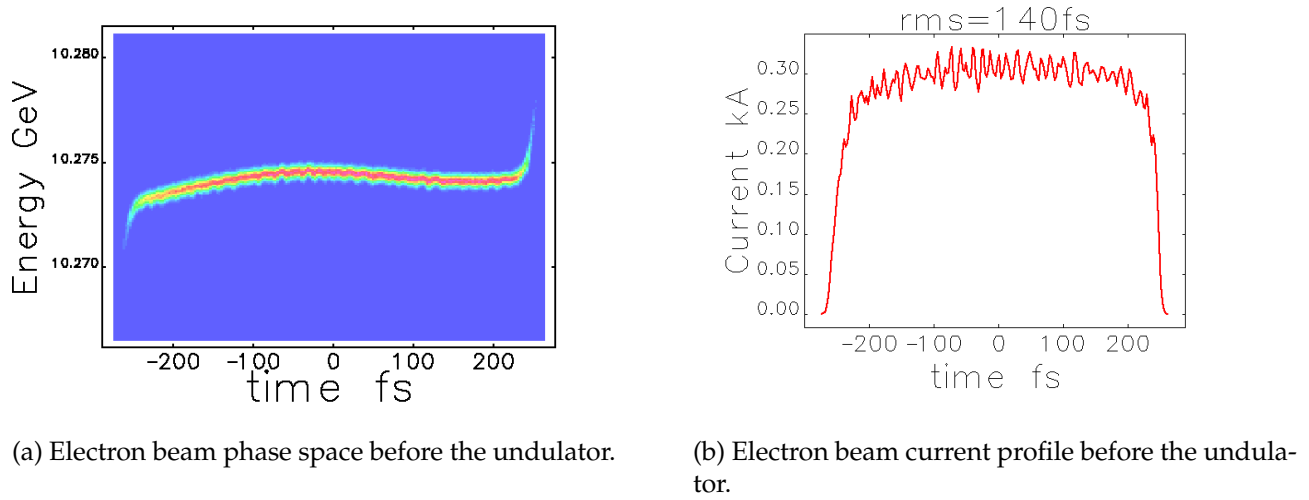 Energy GeV
10.280
10.275
10.270
-200
-100
0
100
200
time fs
(a) Electron beam phase space before the undulator.
rms=140fs
Current kA
0.30
0.25
0.20
0.15
0.10
0.05
0.00
-200
-100
0
100
200
time fs
(b) Electron beam current profile before the undula-
tor.